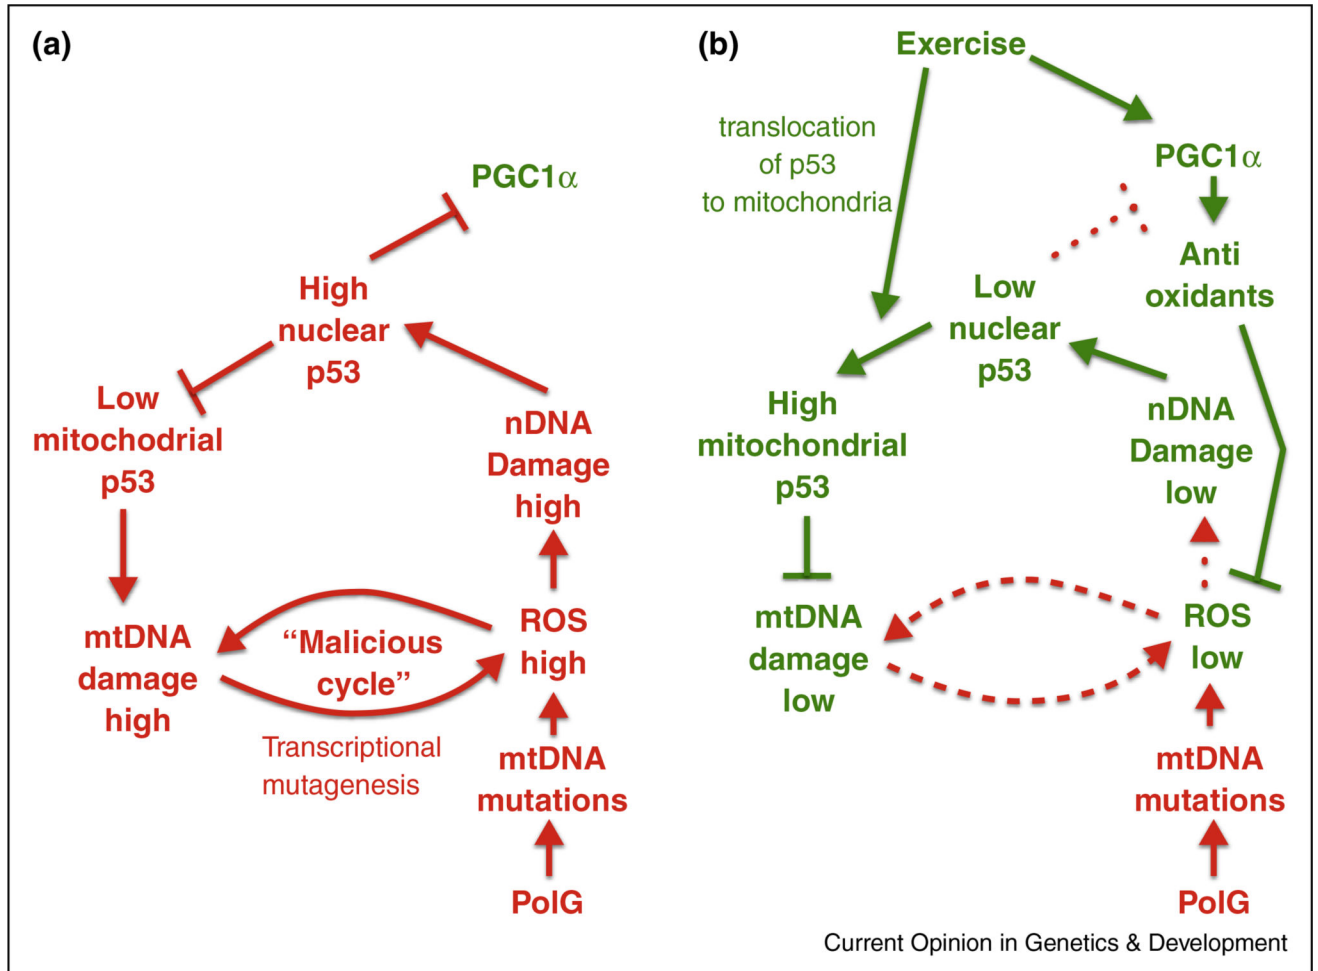 (a)
PGC1α
High
nuclear
p53
Low
mitochodrial
p53
nDNA
Damage
high
mtDNA
damage
high
“Malicious
cycle”
ROS
high
Transcriptional
mutagenesis
mtDNA
mutations
PolG
(b)
Exercise
translocation
of p53
to mitochondria
PGC1α
Anti
oxidants
Low
nuclear
p53
High
mitochondrial
p53
nDNA
Damage
low
mtDNA
damage
low
ROS
low
mtDNA
mutations
PolG
Current Opinion in Genetics & Development